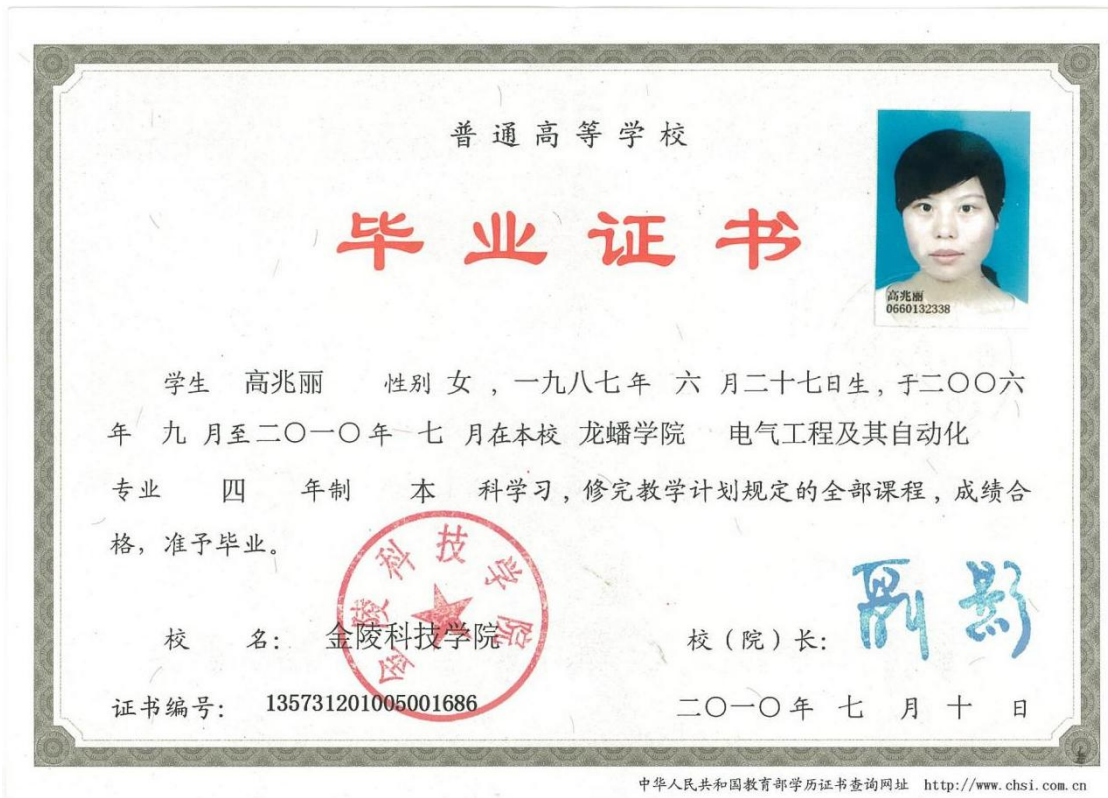 普通高等学校
毕业证书
高兆丽
0660132338
学生 高兆丽 性别 女 ，一九八七年 六 月二十七日生，于二〇〇六
年 九 月至二〇一〇年 七 月在本校 龙蟠学院 电气工程及其自动化
专业 四 年制 本 科学习，修完教学计划规定的全部课程，成绩合
格，准予毕业。
金陵科技学院
校 名： 金陵科技学院 校（院）长：
证书编号： 135731201005001686 二〇一〇年 七 月 十 日
中华人民共和国教育部学历证书查询网址 http://www.chsi.com.cn